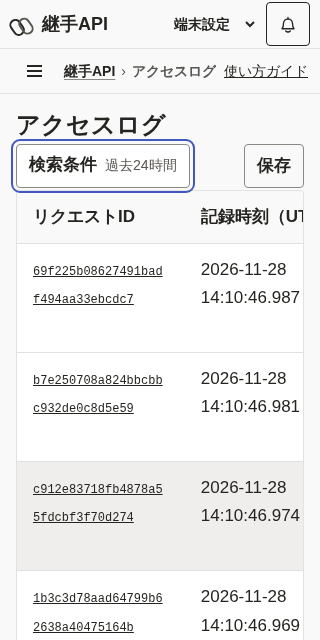 継手API 端末設定
継手API › アクセスログ 使い方ガイド
アクセスログ
検索条件 過去24時間 保存
リクエストID 記録時刻（UT
69f225b08627491bad 2026-11-28
f494aa33ebcdc7 14:10:46.987
b7e250708a824bbcbb 2026-11-28
c932de0c8d5e59 14:10:46.981
c912e83718fb4878a5 2026-11-28
5fdcbf3f70d274 14:10:46.974
1b3c3d78aad64799b6 2026-11-28
2638a40475164b 14:10:46.969